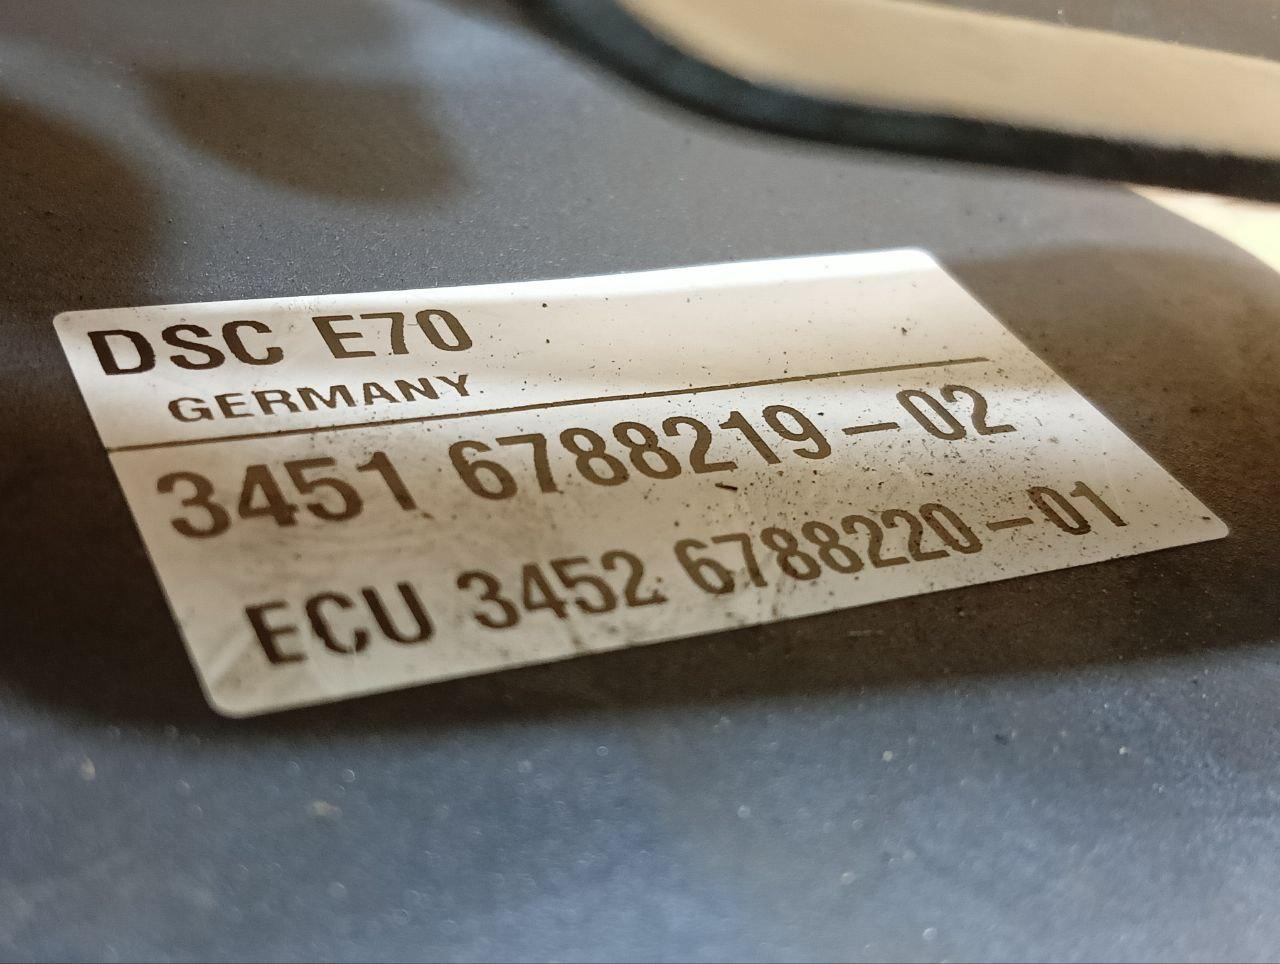 DSC E70
GERMANY
3451 6788219-02
ECU 3452 6788220-01